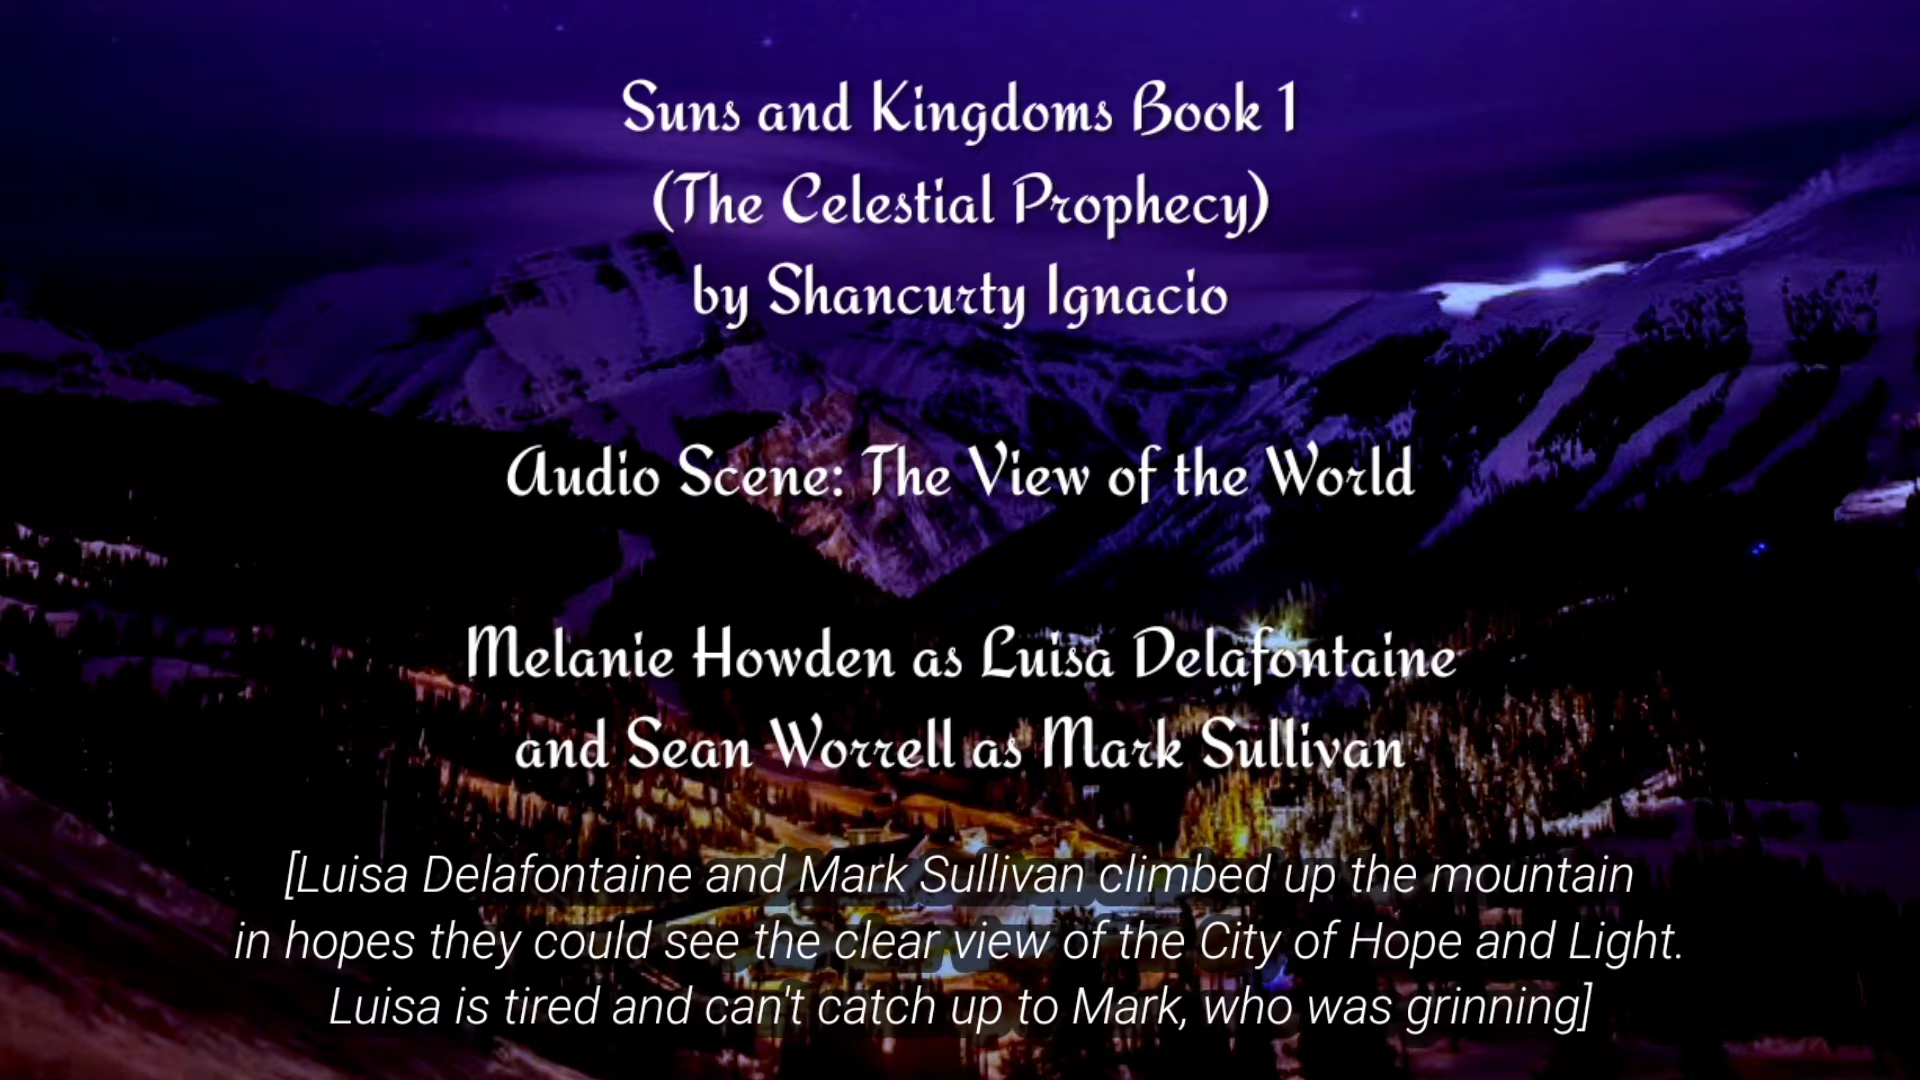 Suns and Kingdoms Book 1
(The Celestial Prophecy)
by Shancurty Ignacio
Audio Scene: The View of the World
Melanie Howden as Luisa Delafontaine
and Sean Worrell as Mark Sullivan
[Luisa Delafontaine and Mark Sullivan climbed up the mountain
in hopes they could see the clear view of the City of Hope and Light.
Luisa is tired and can't catch up to Mark, who was grinning]